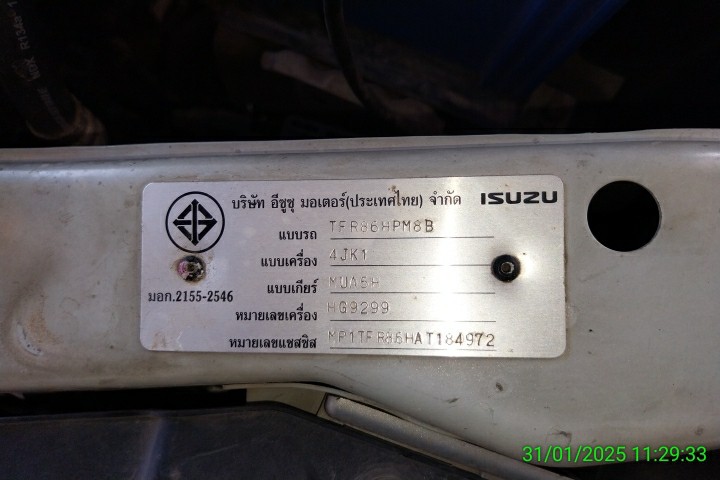 บริษัท อีซูซุ มอเตอร์(ประเทศไทย) จำกัด ISUZU
แบบรถ TFR86HPM8B
แบบเครื่อง 4JK1
แบบเกียร์ MUA5H
มอก.2155-2546
หมายเลขเครื่อง HG9299
หมายเลขแชสซิส MP1TFR86HAT184972
31/01/2025 11:29:33